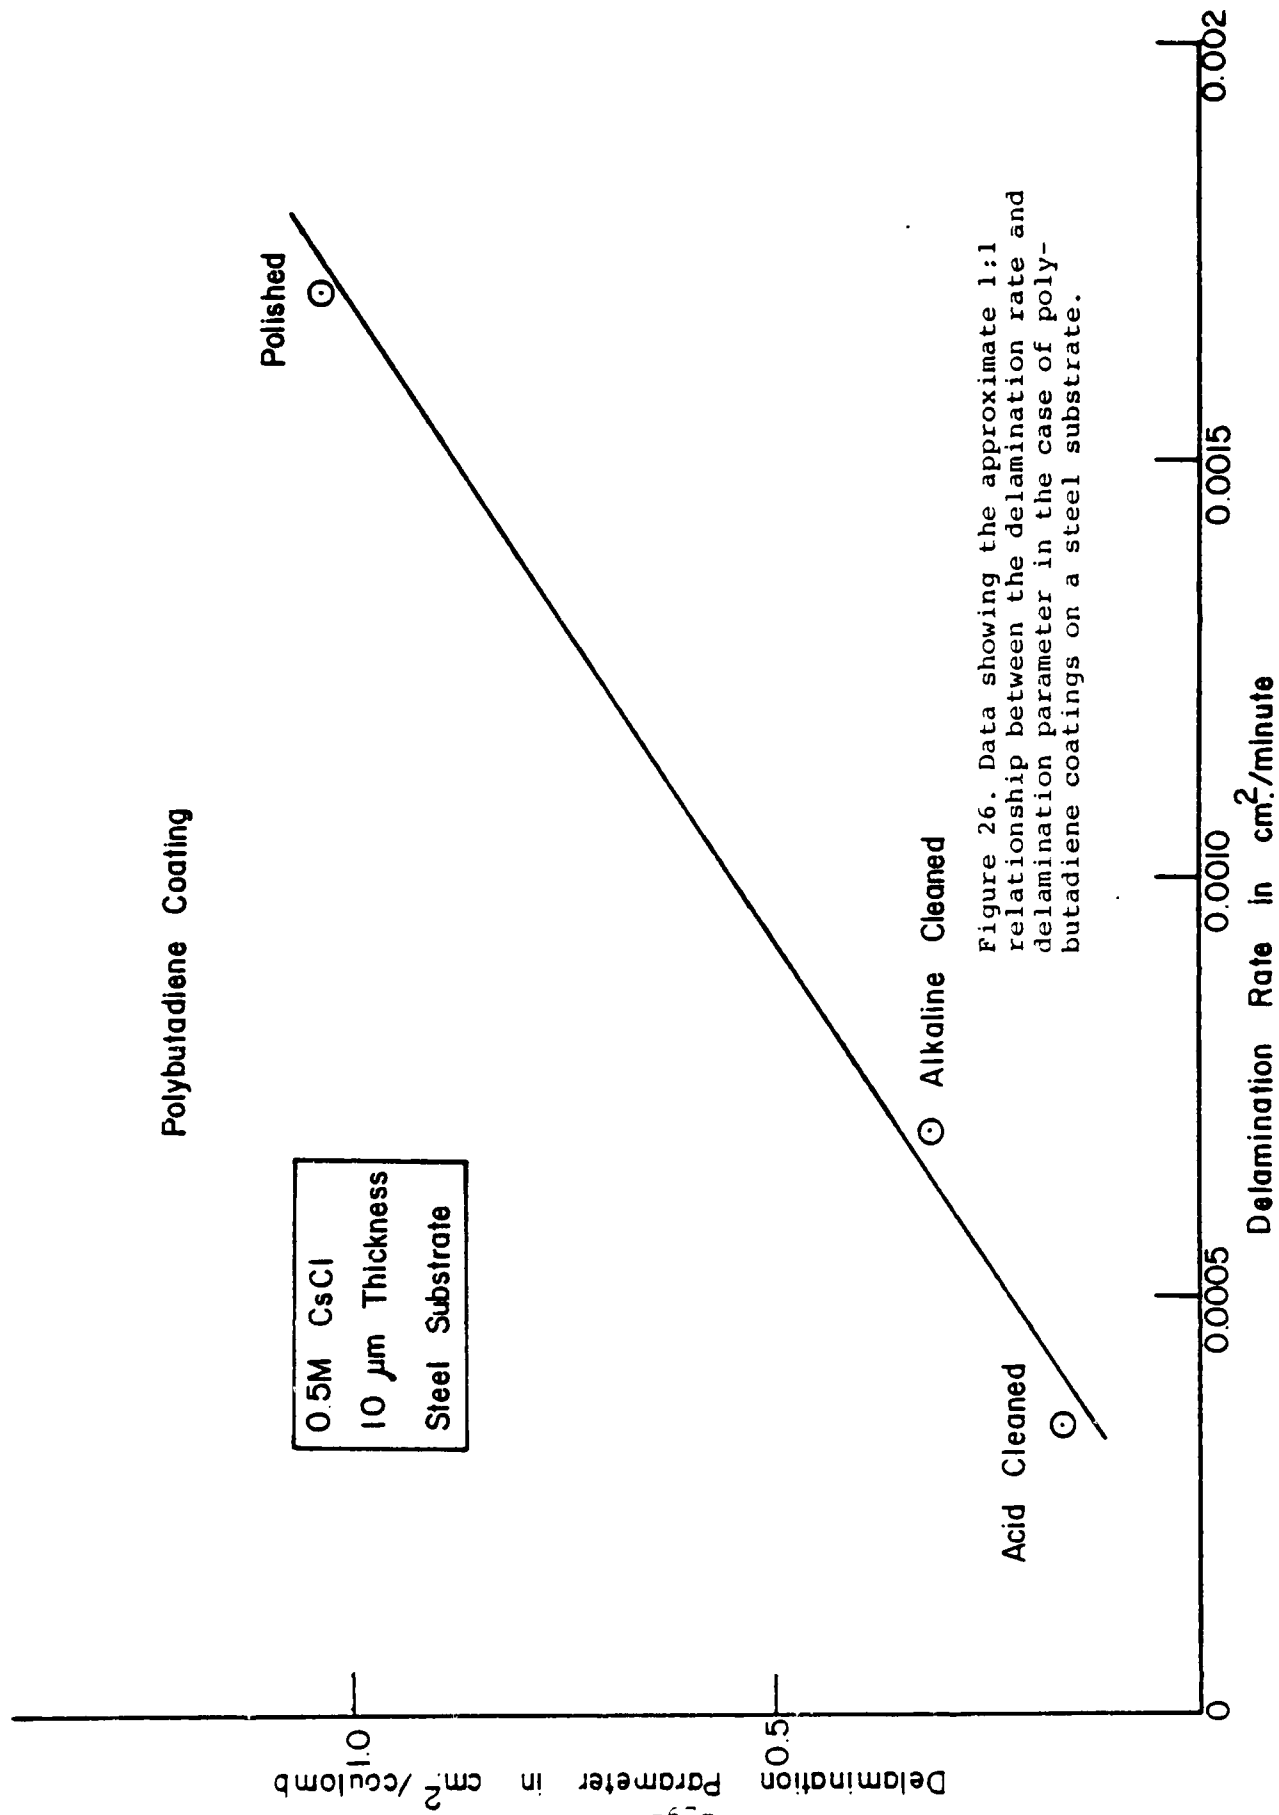 Polybutadiene Coating
0.5M CsCl
10 µm Thickness
Steel Substrate
Polished
Alkaline Cleaned
Acid Cleaned
Figure 26. Data showing the approximate 1:1
relationship between the delamination rate and
delamination parameter in the case of poly-
butadiene coatings on a steel substrate.
Delamination Parameter in cm²/coulomb
1.0
0.5
0
0.0005
0.0010
0.0015
0.002
Delamination Rate in cm²/minute